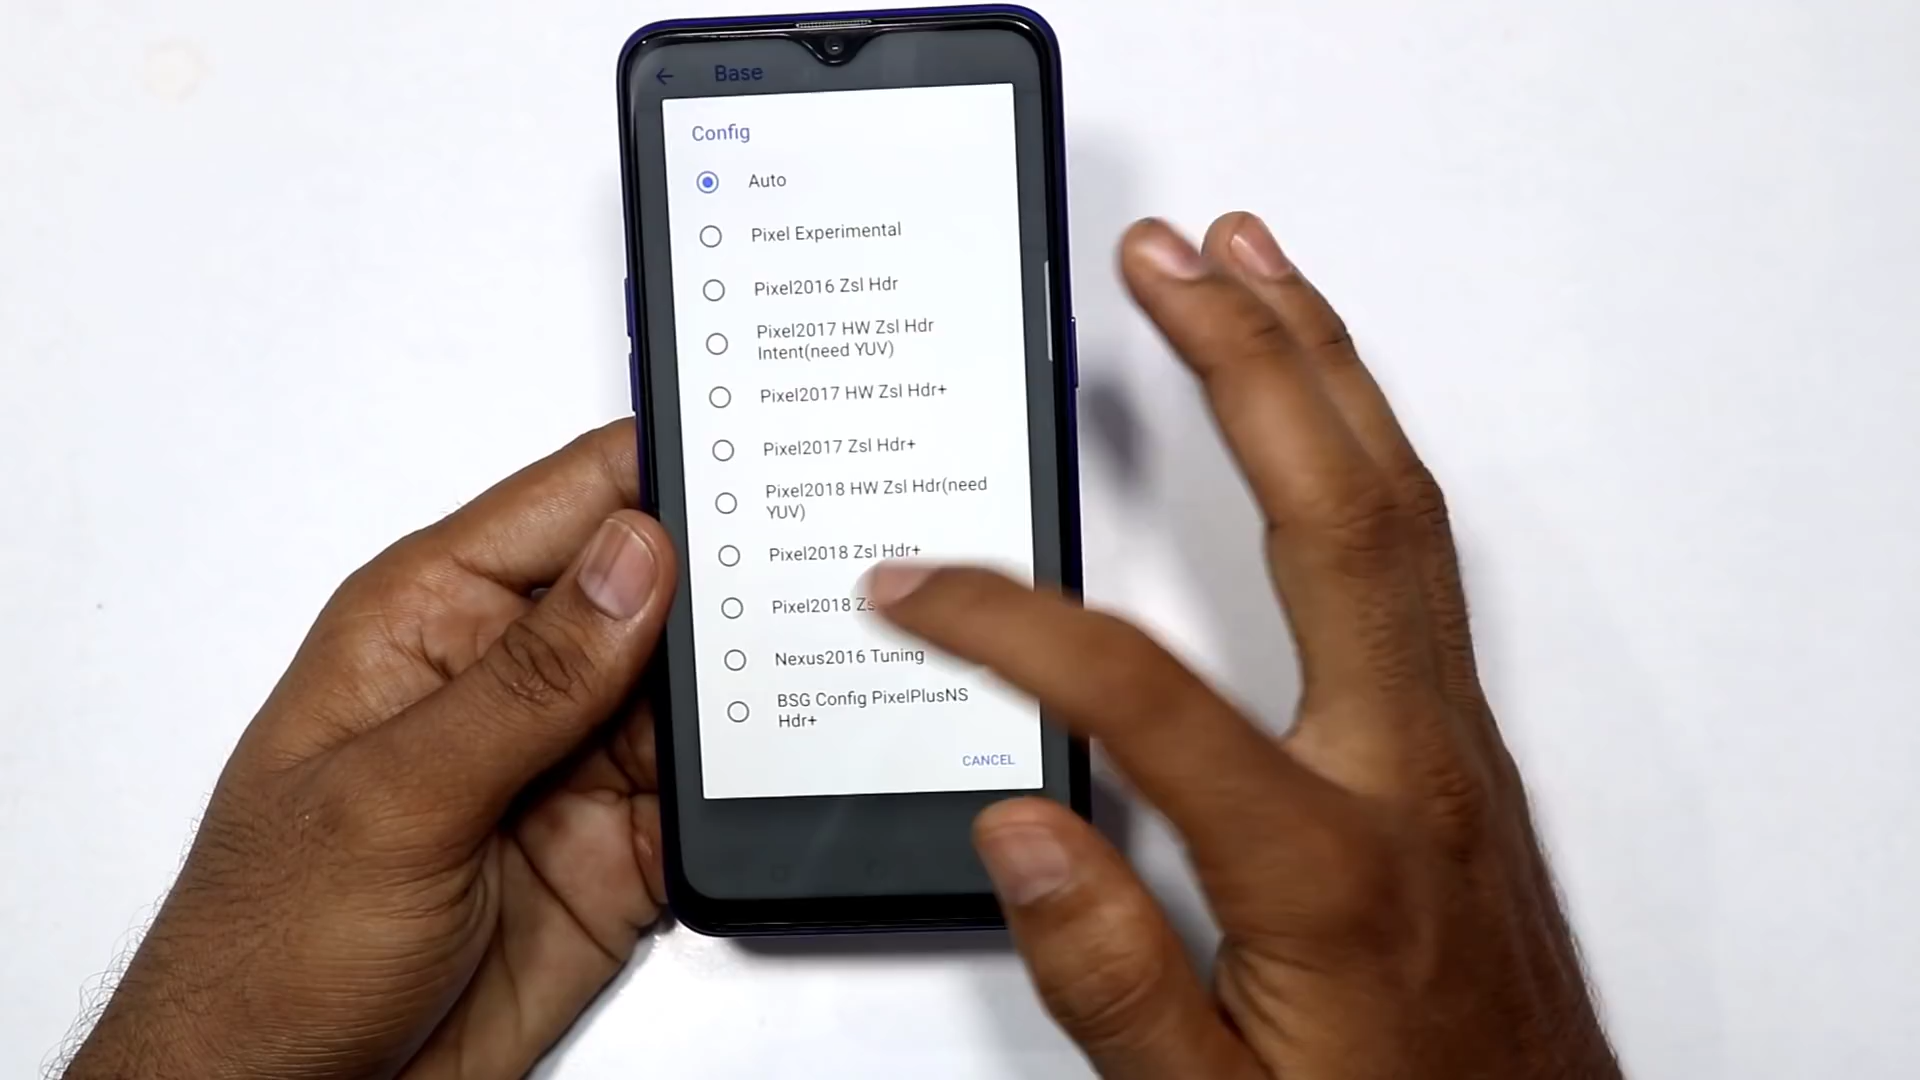 Base
Config
Auto
Pixel Experimental
Pixel2016 Zsl Hdr
Pixel2017 HW Zsl Hdr
Intent(need YUV)
Pixel2017 HW Zsl Hdr+
Pixel2017 Zsl Hdr+
Pixel2018 HW Zsl Hdr(need
YUV)
Pixel2018 Zsl Hdr+
Pixel2018
Nexus2016 Tuning
BSG Config PixelPlusNS
Hdr+
CANCEL